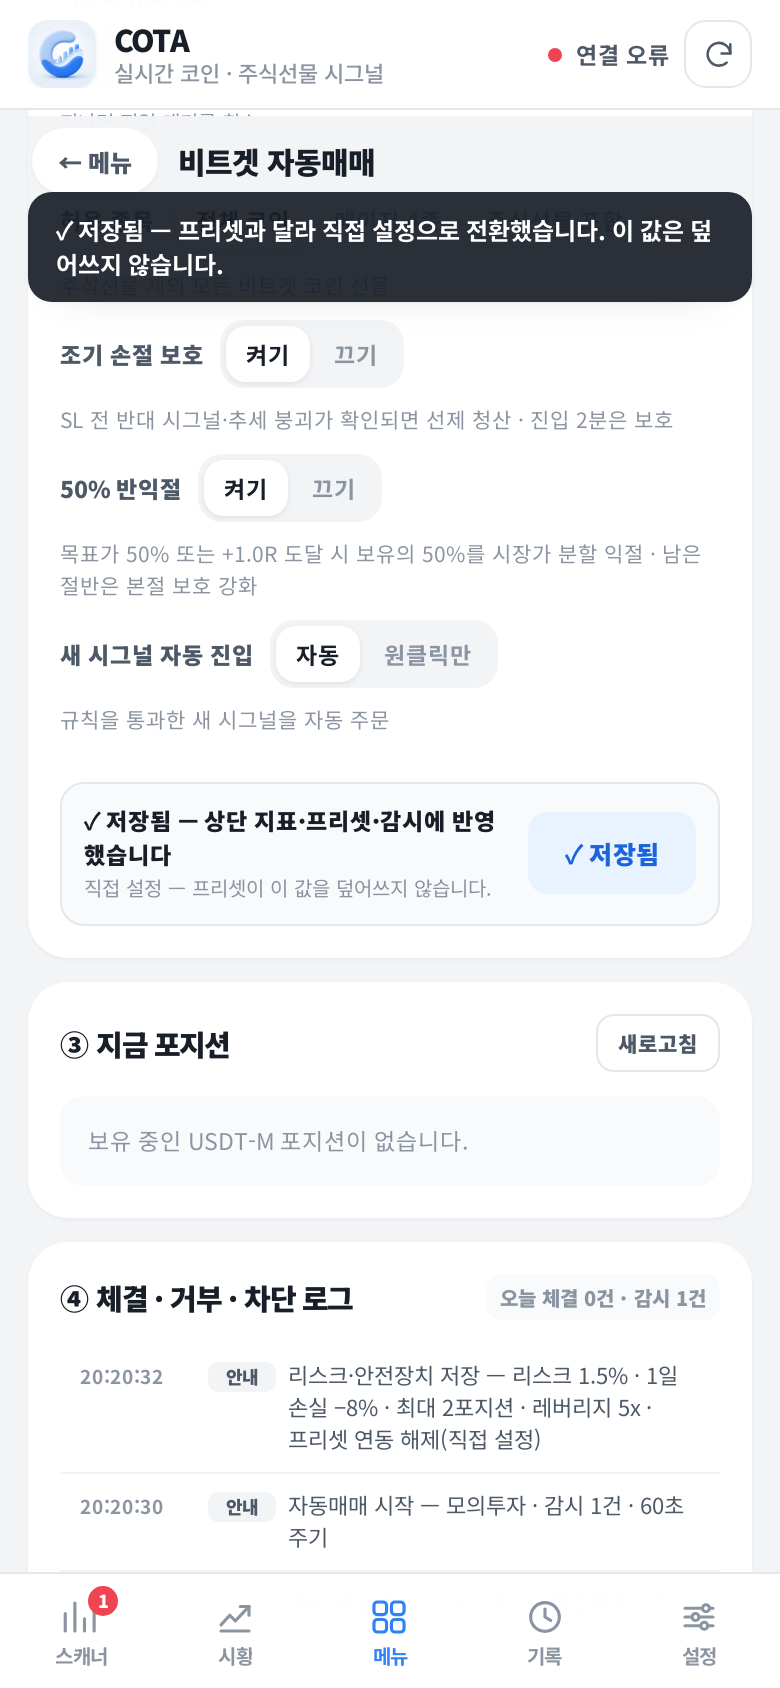 COTA
실시간 코인 · 주식선물 시그널
연결 오류
← 메뉴
비트겟 자동매매
✓ 저장됨 — 프리셋과 달라 직접 설정으로 전환했습니다. 이 값은 덮
어쓰지 않습니다.
주식선물 제외 모든 비트겟 코인 선물
조기 손절 보호
켜기
끄기
SL 전 반대 시그널·추세 붕괴가 확인되면 선제 청산 · 진입 2분은 보호
50% 반익절
켜기
끄기
목표가 50% 또는 +1.0R 도달 시 보유의 50%를 시장가 분할 익절 · 남은
절반은 본절 보호 강화
새 시그널 자동 진입
자동
원클릭만
규칙을 통과한 새 시그널을 자동 주문
✓ 저장됨 — 상단 지표·프리셋·감시에 반영
했습니다
직접 설정 — 프리셋이 이 값을 덮어쓰지 않습니다.
✓ 저장됨
③ 지금 포지션
새로고침
보유 중인 USDT-M 포지션이 없습니다.
④ 체결 · 거부 · 차단 로그
오늘 체결 0건 · 감시 1건
20:20:32
안내
리스크·안전장치 저장 — 리스크 1.5% · 1일
손실 −8% · 최대 2포지션 · 레버리지 5x ·
프리셋 연동 해제(직접 설정)
20:20:30
안내
자동매매 시작 — 모의투자 · 감시 1건 · 60초
주기
1
스캐너
시황
메뉴
기록
설정